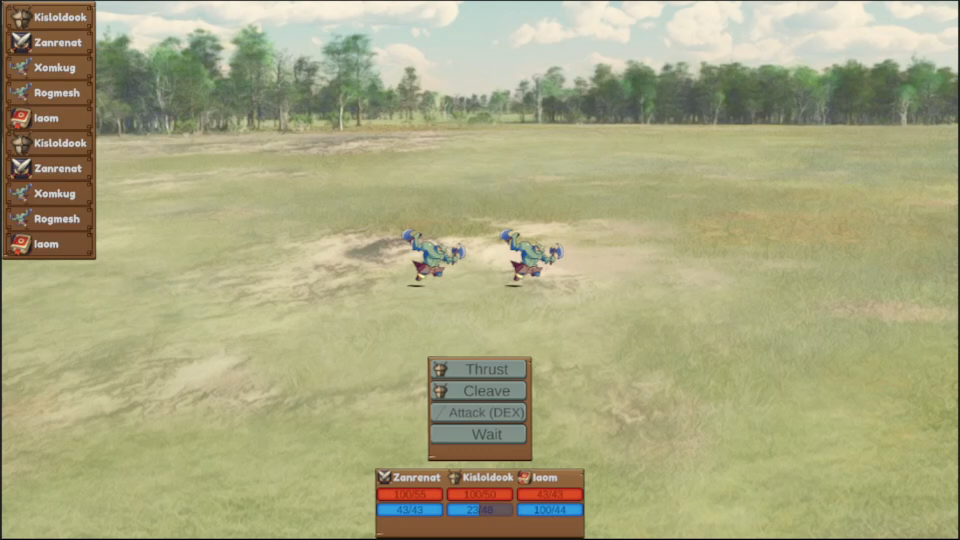 Kisloldook
Zanrenat
Xomkug
Rogmesh
Iaom
Kisloldook
Zanrenat
Xomkug
Rogmesh
Iaom
Thrust
Cleave
Attack (DEX)
Wait
Zanrenat Kisloldook Iaom
100/55 100/50 43/43
43/43 23/46 100/44